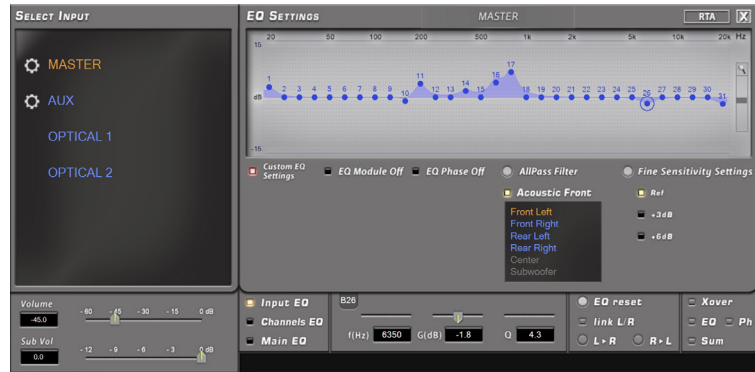 SELECT INPUT
MASTER
AUX
OPTICAL 1
OPTICAL 2
Volume
-45.0
-60 -45 -30 -15 0 dB
Sub Vol
0.0
-12 -9 -6 -3 0 dB
EQ SETTINGS MASTER RTA X
20 50 100 200 500 1k 2k 5k 10k 20k Hz
15
dB
-15
1 2 3 4 5 6 7 8 9 10 11 12 13 14 15 16 17 18 19 20 21 22 23 24 25 26 27 28 29 30 31
Custom EQ
Settings
EQ Module Off
EQ Phase Off
AllPass Filter
Fine Sensitivity Settings
Acoustic Front
Front Left
Front Right
Rear Left
Rear Right
Center
Subwoofer
Ref
+3dB
+6dB
Input EQ
Channels EQ
Main EQ
B26
f(Hz) 6350 G(dB) -1.8 Q 4.3
EQ reset
link L/R
L▸R R▸L
Xover
EQ Ph
Sum